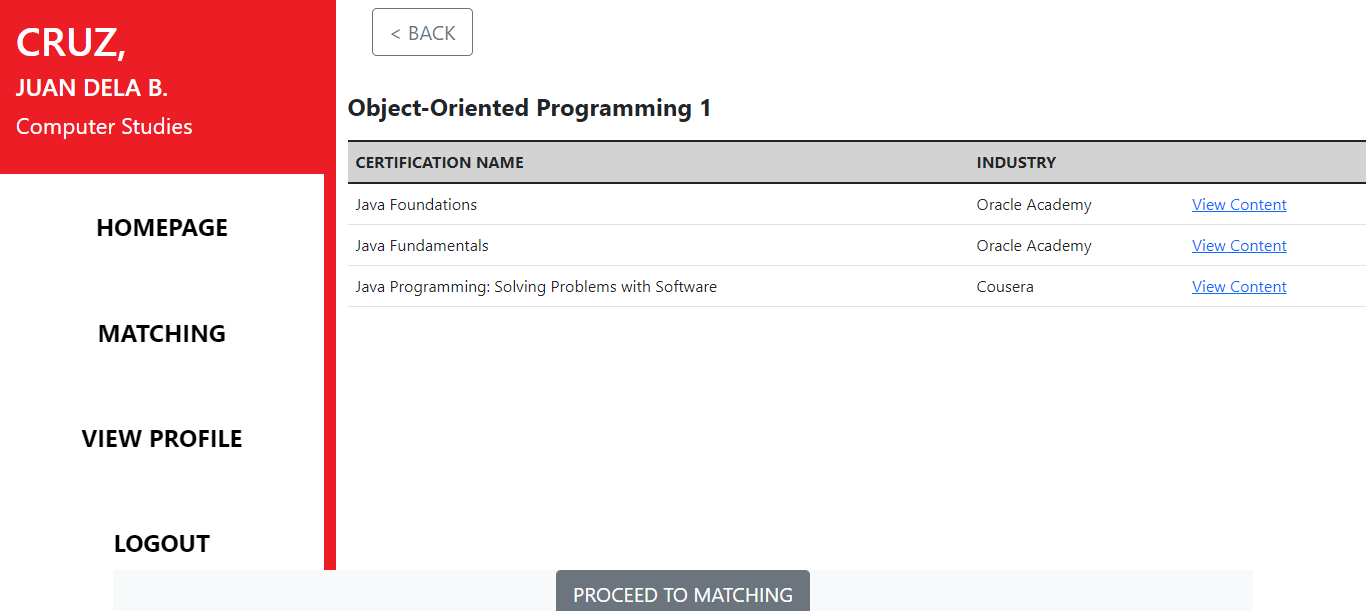 CRUZ,
JUAN DELA B.
Computer Studies
HOMEPAGE
MATCHING
VIEW PROFILE
LOGOUT
< BACK
Object-Oriented Programming 1
CERTIFICATION NAME INDUSTRY
Java Foundations Oracle Academy View Content
Java Fundamentals Oracle Academy View Content
Java Programming: Solving Problems with Software Cousera View Content
PROCEED TO MATCHING